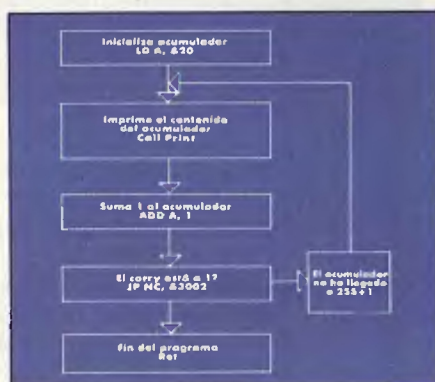 Inicializa acumulador
LD A, &20
Imprime el contenido
del acumulador
Call Print
Suma 1 al acumulador
ADD A, 1
El carry está a 1?
JP NC, &3002
El acumulador
no ha llegado
a 255+1
Fin del programa
Ret